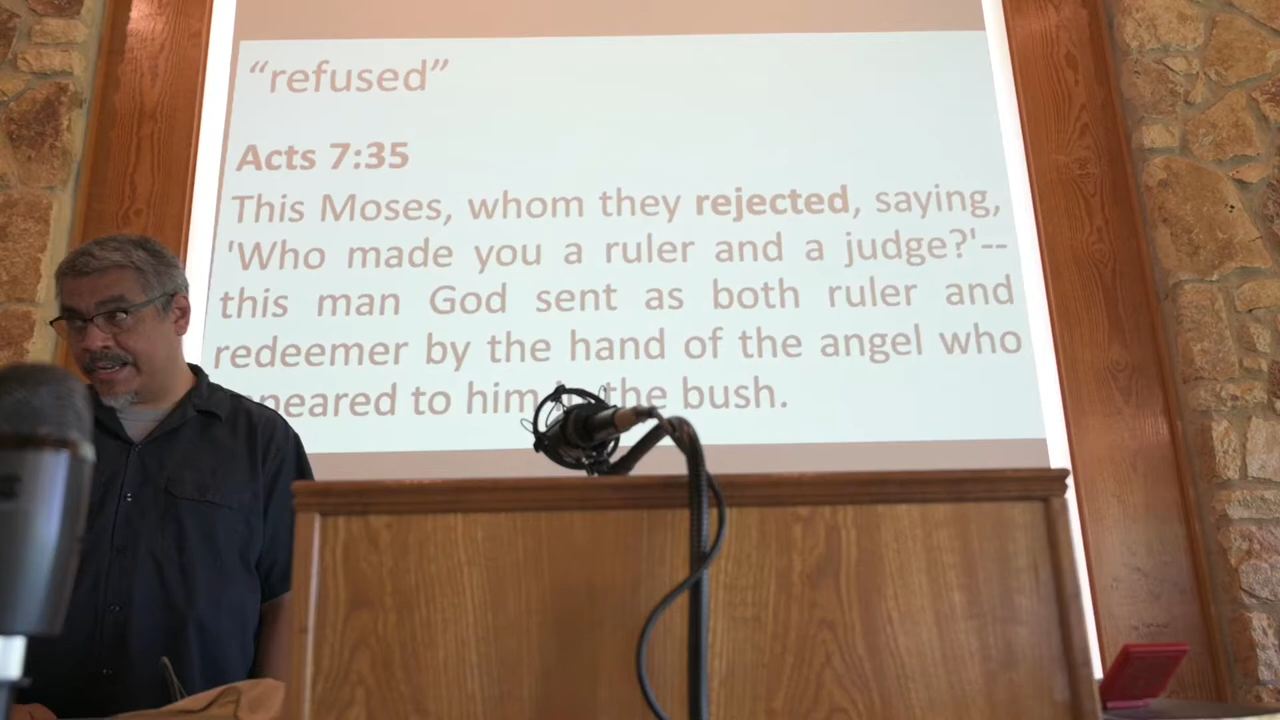 “refused”
Acts 7:35
This Moses, whom they rejected, saying,
'Who made you a ruler and a judge?'--
this man God sent as both ruler and
redeemer by the hand of the angel who
to him the bush.